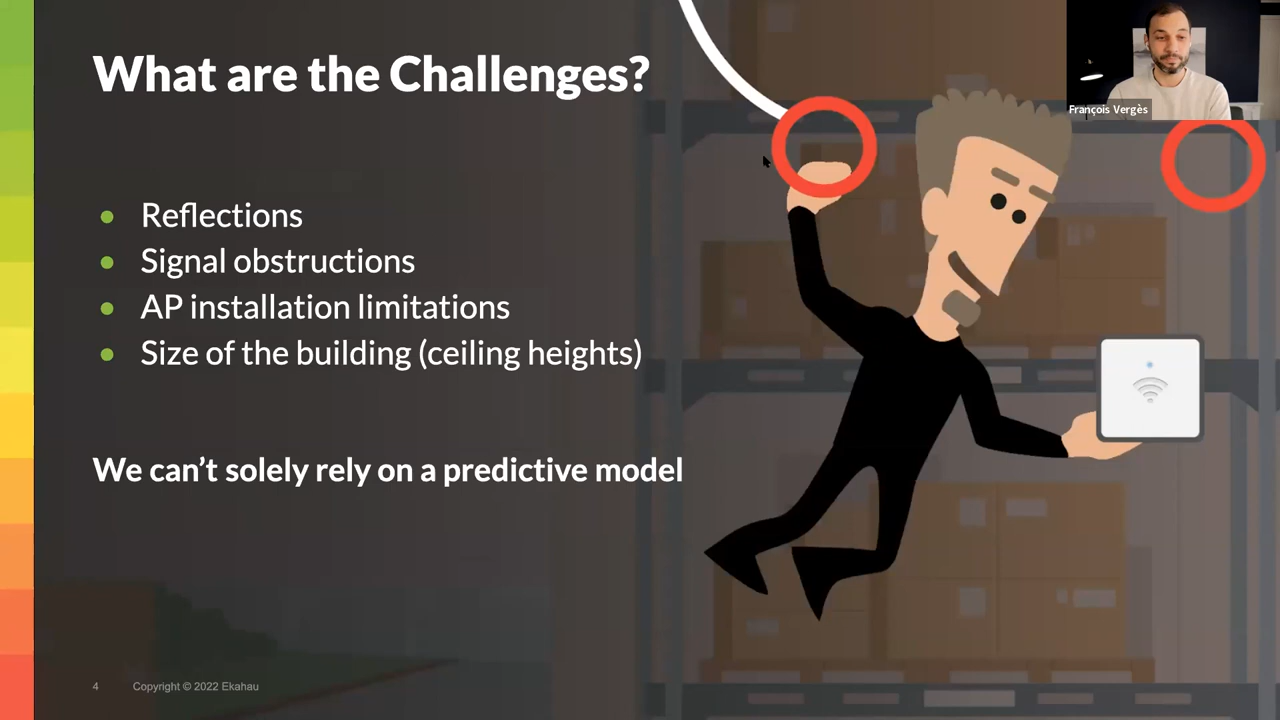 What are the Challenges?
François Vergès
Reflections
Signal obstructions
AP installation limitations
Size of the building (ceiling heights)
We can’t solely rely on a predictive model
4
Copyright © 2022 Ekahau